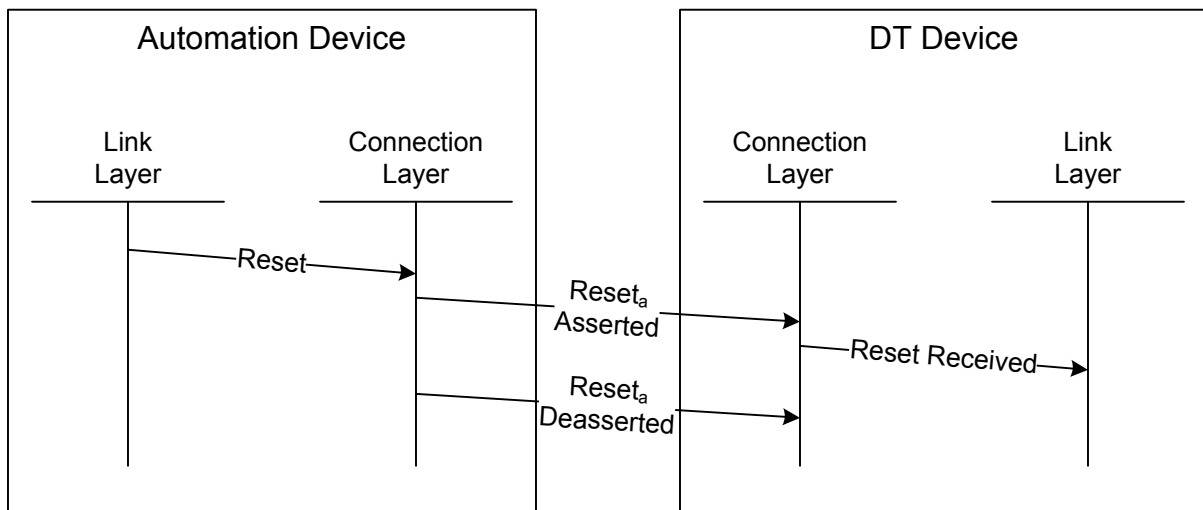 Automation Device
DT Device
Link
Layer
Connection
Layer
Connection
Layer
Link
Layer
Reset
Resetₐ
Asserted
Reset Received
Resetₐ
Deasserted